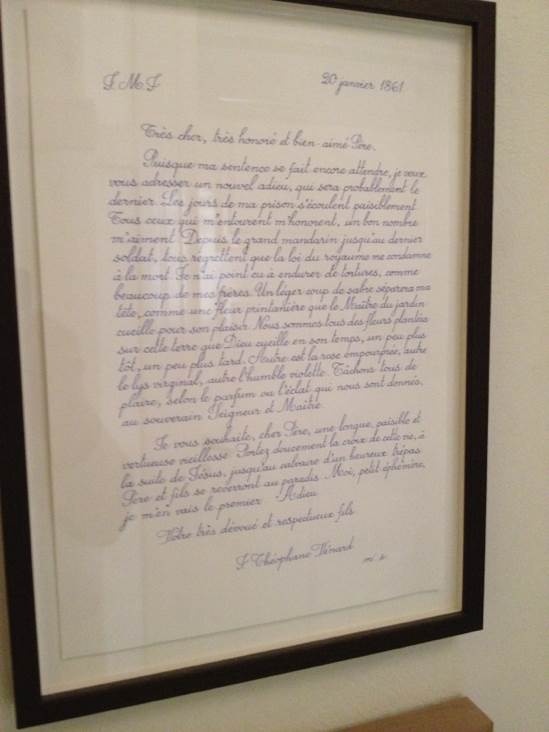 J.M.J
20 janvier 1861
Très cher, très honoré et bien-aimé Père,
Puisque ma sentence se fait encore attendre, je veux
vous adresser un nouvel adieu, qui sera probablement le
dernier. Les jours de ma prison s'écoulent paisiblement
Tous ceux qui m'entourent m'honorent, un bon nombre
m'aiment. Depuis le grand mandarin jusqu'au dernier
soldat, tous regrettent que la loi du royaume me condamne
à la mort. Je n'ai point eu à endurer de tortures, comme
beaucoup de mes frères. Un léger coup de sabre séparera ma
tête, comme une fleur printanière que le Maître du jardin
cueille pour son plaisir. Nous sommes tous des fleurs plantées
sur cette terre que Dieu cueille en son temps, un peu plus
tôt, un peu plus tard. Autre est la rose empourprée, autre
le lys virginal, autre l'humble violette. Tâchons tous de
plaire, selon le parfum ou l'éclat qui nous sont donnés,
au souverain Seigneur et Maître.
Je vous souhaite, cher Père, une longue, paisible et
vertueuse vieillesse. Portez doucement la croix de cette vie, à
la suite de Jésus, jusqu'au calvaire d'un heureux trépas.
Père et fils se reverront au paradis. Moi, petit éphémère,
je m'en vais le premier. Adieu.
Votre très dévoué et respectueux fils.
J. Théophane Vénard
m. s.